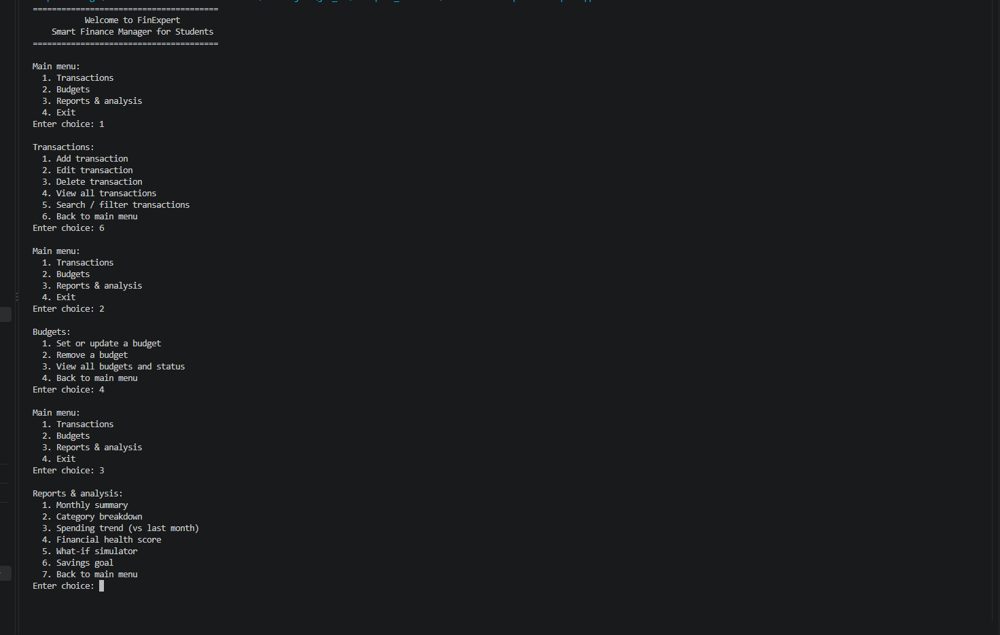 =======================================
Welcome to FinExpert
Smart Finance Manager for Students
=======================================
Main menu:
1. Transactions
2. Budgets
3. Reports & analysis
4. Exit
Enter choice: 1
Transactions:
1. Add transaction
2. Edit transaction
3. Delete transaction
4. View all transactions
5. Search / filter transactions
6. Back to main menu
Enter choice: 6
Main menu:
1. Transactions
2. Budgets
3. Reports & analysis
4. Exit
Enter choice: 2
Budgets:
1. Set or update a budget
2. Remove a budget
3. View all budgets and status
4. Back to main menu
Enter choice: 4
Main menu:
1. Transactions
2. Budgets
3. Reports & analysis
4. Exit
Enter choice: 3
Reports & analysis:
1. Monthly summary
2. Category breakdown
3. Spending trend (vs last month)
4. Financial health score
5. What-if simulator
6. Savings goal
7. Back to main menu
Enter choice: